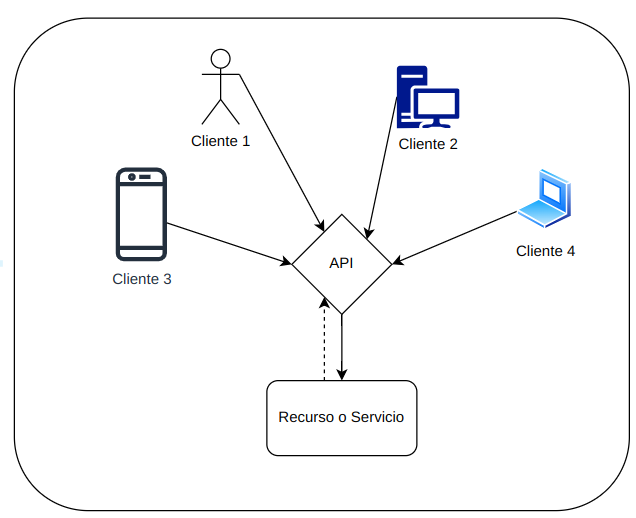 Cliente 1
Cliente 2
Cliente 3
Cliente 4
API
Recurso o Servicio